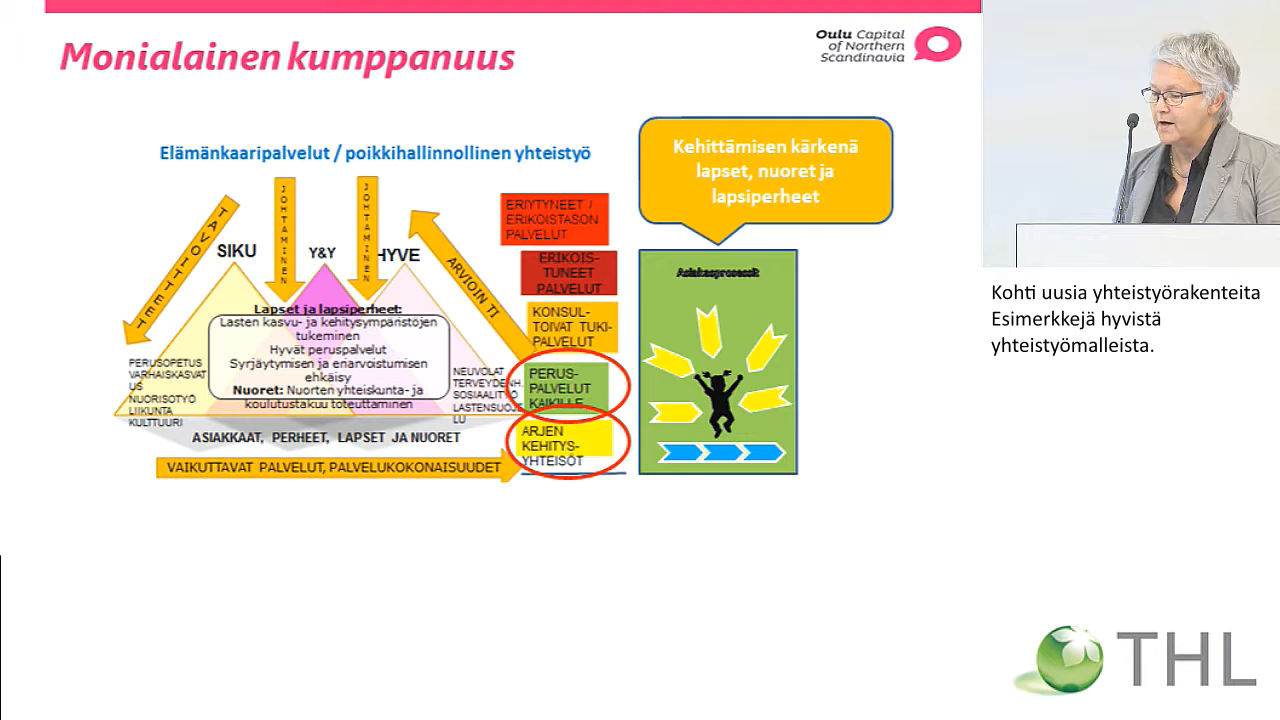 Monialainen kumppanuus
Oulu Capital
of Northern
Scandinavia
Elämänkaaripalvelut / poikkihallinnollinen yhteistyö
Kehittämisen kärkenä
lapset, nuoret ja
lapsiperheet
TAVOITTEET
JOHTAMINEN
JOHTAMINEN
ARVIOIN TI
SIKU
Y&Y
HYVE
ERIYTYNEET /
ERIKOISTASON
PALVELUT
ERIKOIS-
TUNEET
PALVELUT
KONSUL-
TOIVAT TUKI-
PALVELUT
PERUS-
PALVELUT
KAIKILLE
ARJEN
KEHITYS-
YHTEISÖT
Lapset ja lapsiperheet:
Lasten kasvu- ja kehitysympäristöjen
tukeminen
Hyvät peruspalvelut
Syrjäytymisen ja eriarvoistumisen
ehkäisy
Nuoret: Nuorten yhteiskunta- ja
koulutustakuu toteuttaminen
PERUSOPETUS
VARHAISKASVAT
US
NUORISOTYÖ
LIIKUNTA
KULTTUURI
NEUVOLAT
TERVEYDENH.
SOSIAALITYÖ
LASTENSUOJE
LU
ASIAKKAAT, PERHEET, LAPSET JA NUORET
VAIKUTTAVAT PALVELUT, PALVELUKOKONAISUUDET
Asiakasprosessit
Kohti uusia yhteistyörakenteita
Esimerkkejä hyvistä
yhteistyömalleista.
THL